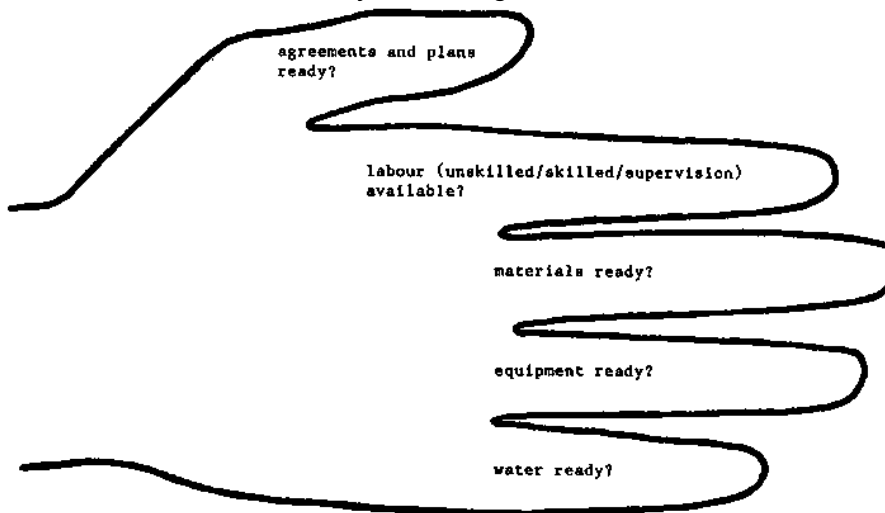 agreements and plans
ready?
labour (unskilled/skilled/supervision)
available?
materials ready?
equipment ready?
water ready?